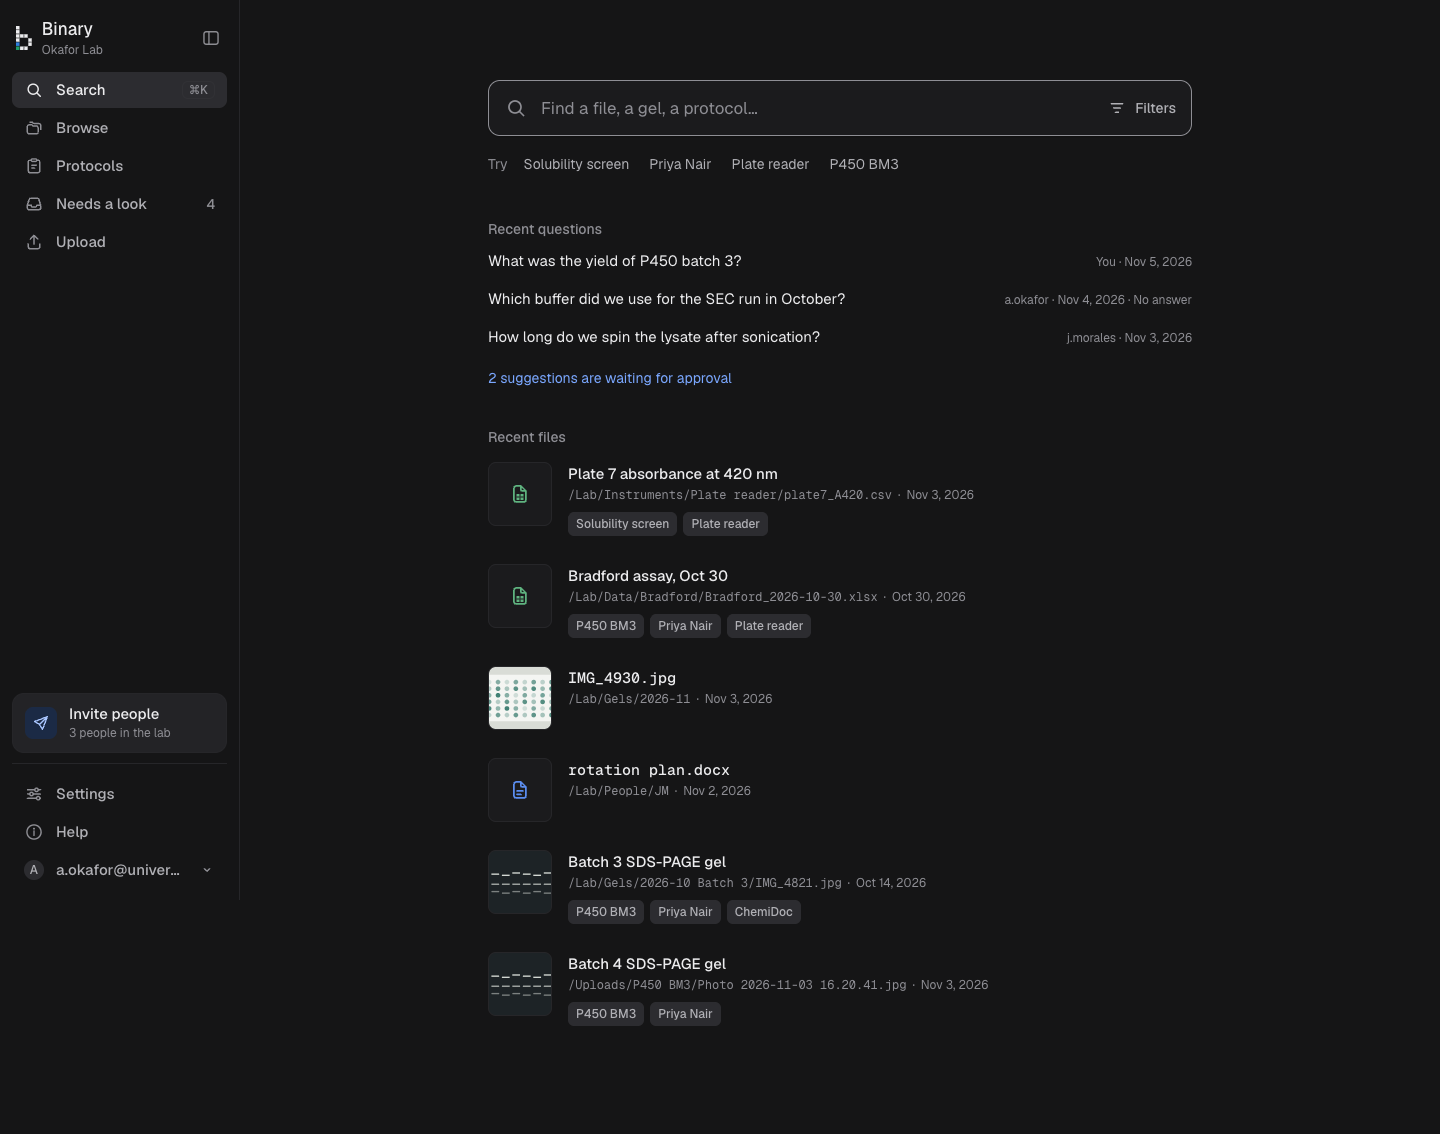 Binary
Okafor Lab
Search ⌘K
Browse
Protocols
Needs a look 4
Upload
Invite people
3 people in the lab
Settings
Help
A a.okafor@univer...
Find a file, a gel, a protocol...
Filters
Try Solubility screen Priya Nair Plate reader P450 BM3
Recent questions
What was the yield of P450 batch 3? You · Nov 5, 2026
Which buffer did we use for the SEC run in October? a.okafor · Nov 4, 2026 · No answer
How long do we spin the lysate after sonication? j.morales · Nov 3, 2026
2 suggestions are waiting for approval
Recent files
Plate 7 absorbance at 420 nm
/Lab/Instruments/Plate reader/plate7_A420.csv · Nov 3, 2026
Solubility screen Plate reader
Bradford assay, Oct 30
/Lab/Data/Bradford/Bradford_2026-10-30.xlsx · Oct 30, 2026
P450 BM3 Priya Nair Plate reader
IMG_4930.jpg
/Lab/Gels/2026-11 · Nov 3, 2026
rotation plan.docx
/Lab/People/JM · Nov 2, 2026
Batch 3 SDS-PAGE gel
/Lab/Gels/2026-10 Batch 3/IMG_4821.jpg · Oct 14, 2026
P450 BM3 Priya Nair ChemiDoc
Batch 4 SDS-PAGE gel
/Uploads/P450 BM3/Photo 2026-11-03 16.20.41.jpg · Nov 3, 2026
P450 BM3 Priya Nair